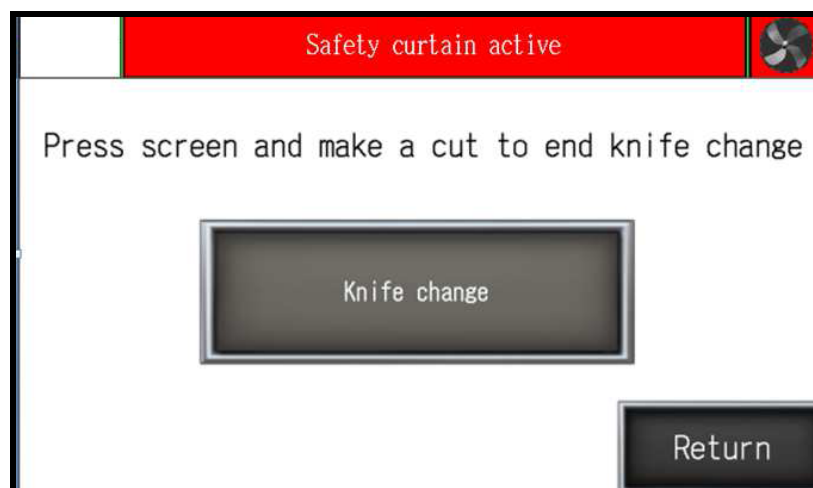 Safety curtain active
Press screen and make a cut to end knife change
Knife change
Return